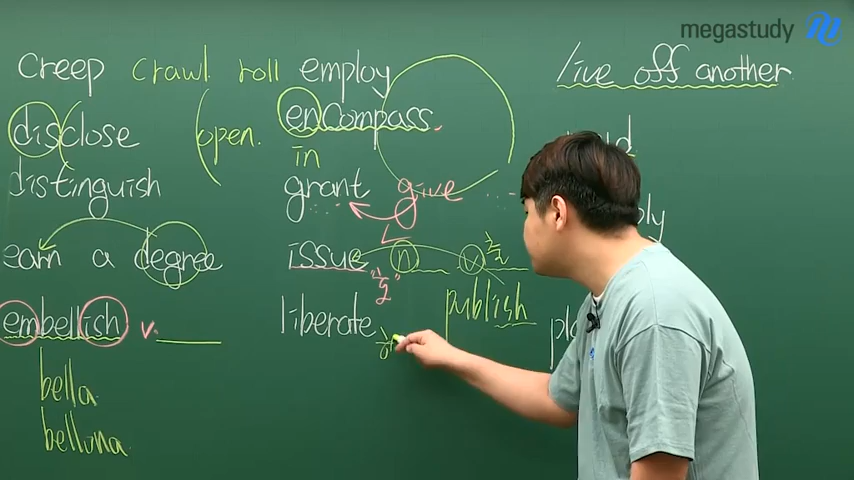 megastudy
creep crawl roll employ
live off another.
disclose open. encompass.
in
distinguish grant give
earn a degree issue n v
embellish v. liberate publish
bella
belluna